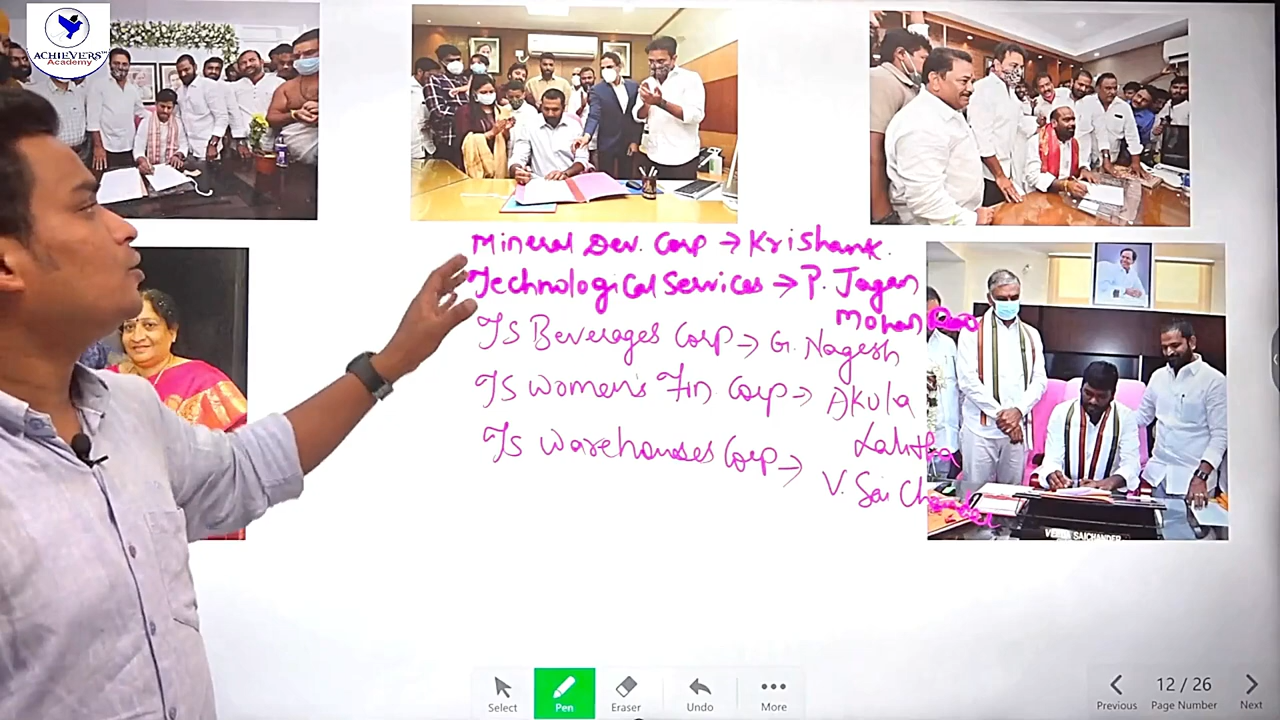 ACHIEVERS
Academy
Mineral Dev. Corp → Krishank.
Technological Services → P. Jagan
Mohan Rao
Ts Beverages Corp → G. Nagesh
Ts women's Fin Corp → Akula
Lalitha
Ts warehouses Corp →
V. Sai Chander
VEDA SAICHANDER
Select
Pen
Eraser
Undo
More
Previous
12 / 26
Page Number
Next